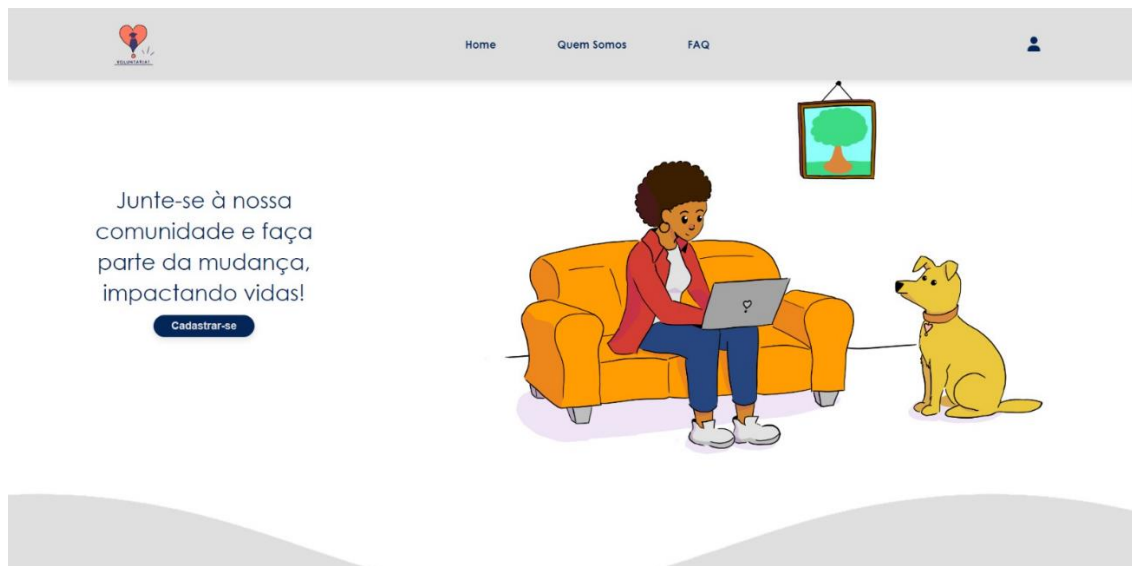 Home
Quem Somos
FAQ
Junte-se à nossa
comunidade e faça
parte da mudança,
impactando vidas!
Cadastrar-se